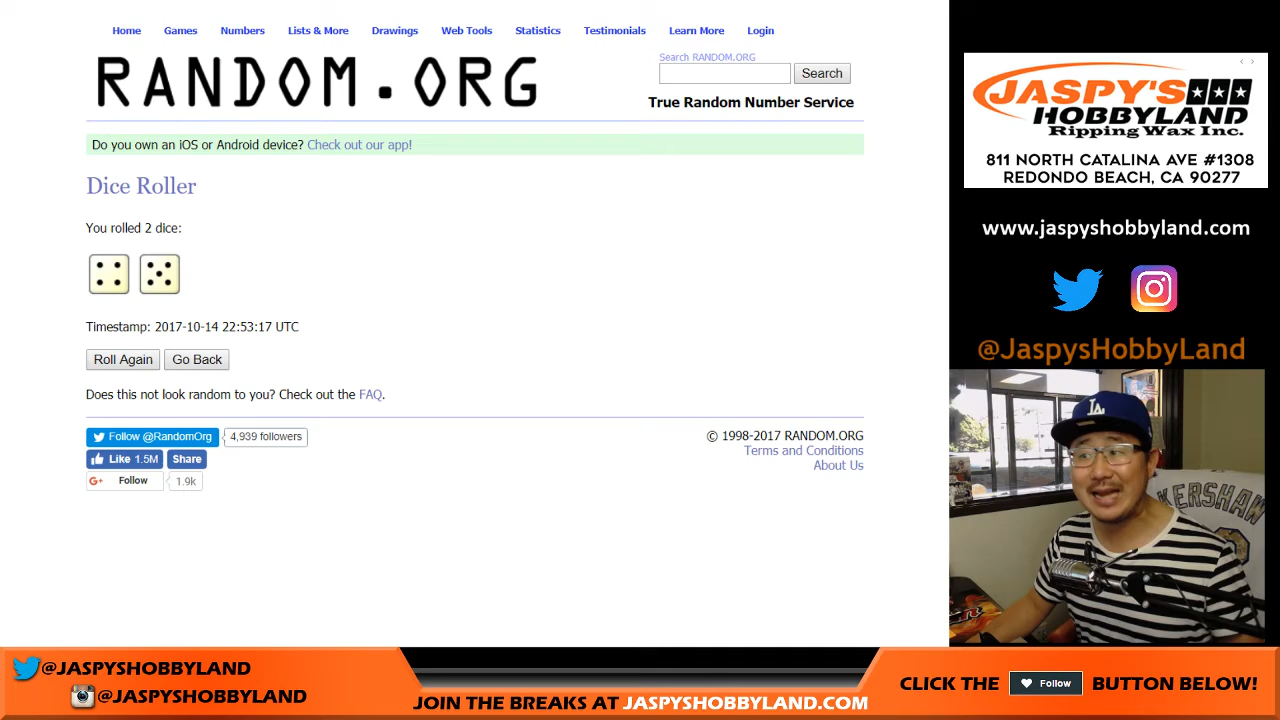 Home Games Numbers Lists & More Drawings Web Tools Statistics Testimonials Learn More Login
RANDOM.ORG
Search RANDOM.ORG
Search
True Random Number Service
Do you own an iOS or Android device? Check out our app!
Dice Roller
You rolled 2 dice:
Timestamp: 2017-10-14 22:53:17 UTC
Roll Again Go Back
Does this not look random to you? Check out the FAQ.
Follow @RandomOrg 4,939 followers
Like 1.5M Share
G+ Follow 1.9k
© 1998-2017 RANDOM.ORG
Terms and Conditions
About Us
JASPY'S
HOBBYLAND
Ripping Wax Inc.
811 NORTH CATALINA AVE #1308
REDONDO BEACH, CA 90277
www.jaspyshobbyland.com
@JaspysHobbyLand
LA
KERSHAW
@JASPYSHOBBYLAND
@JASPYSHOBBYLAND
JOIN THE BREAKS AT JASPYSHOBBYLAND.COM
CLICK THE Follow BUTTON BELOW!